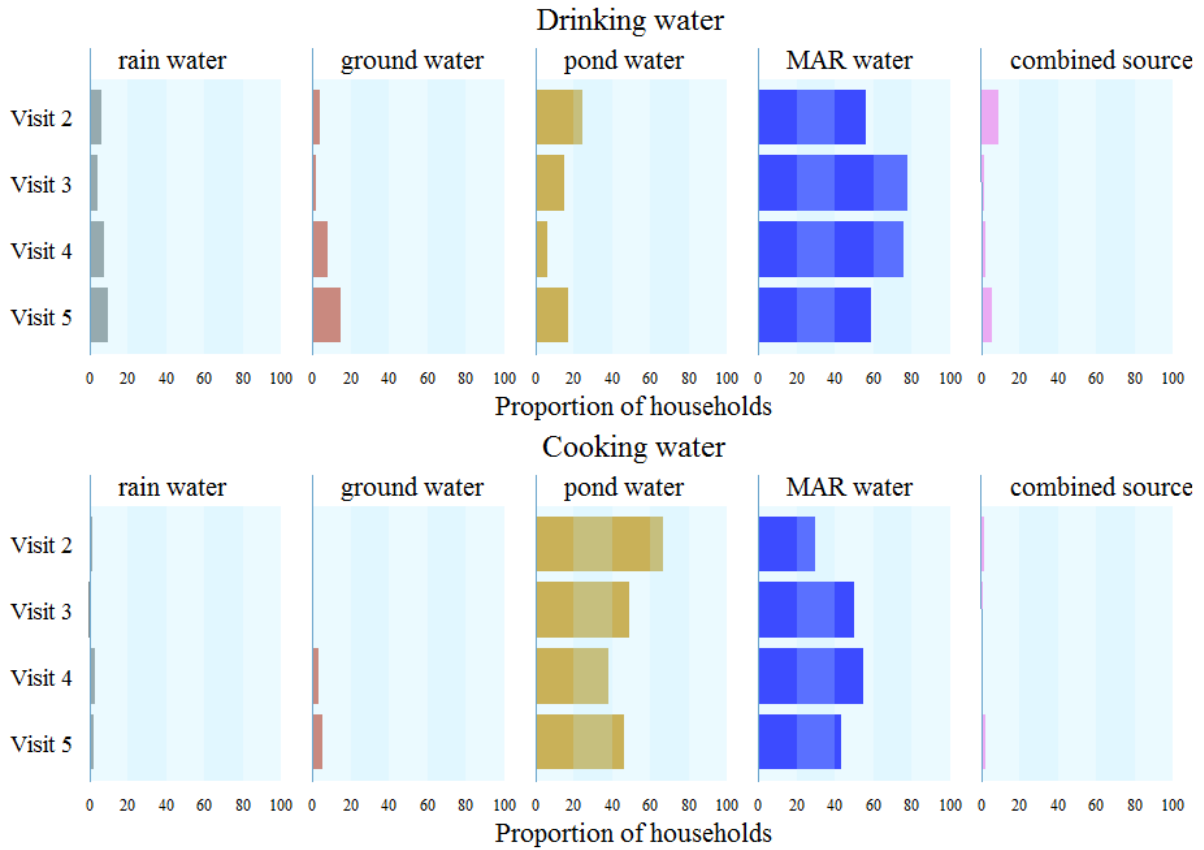 Drinking water
rain water ground water pond water MAR water combined source
Visit 2
Visit 3
Visit 4
Visit 5
0 20 40 60 80 100 0 20 40 60 80 100 0 20 40 60 80 100 0 20 40 60 80 100 0 20 40 60 80 100
Proportion of households
Cooking water
rain water ground water pond water MAR water combined source
Visit 2
Visit 3
Visit 4
Visit 5
0 20 40 60 80 100 0 20 40 60 80 100 0 20 40 60 80 100 0 20 40 60 80 100 0 20 40 60 80 100
Proportion of households